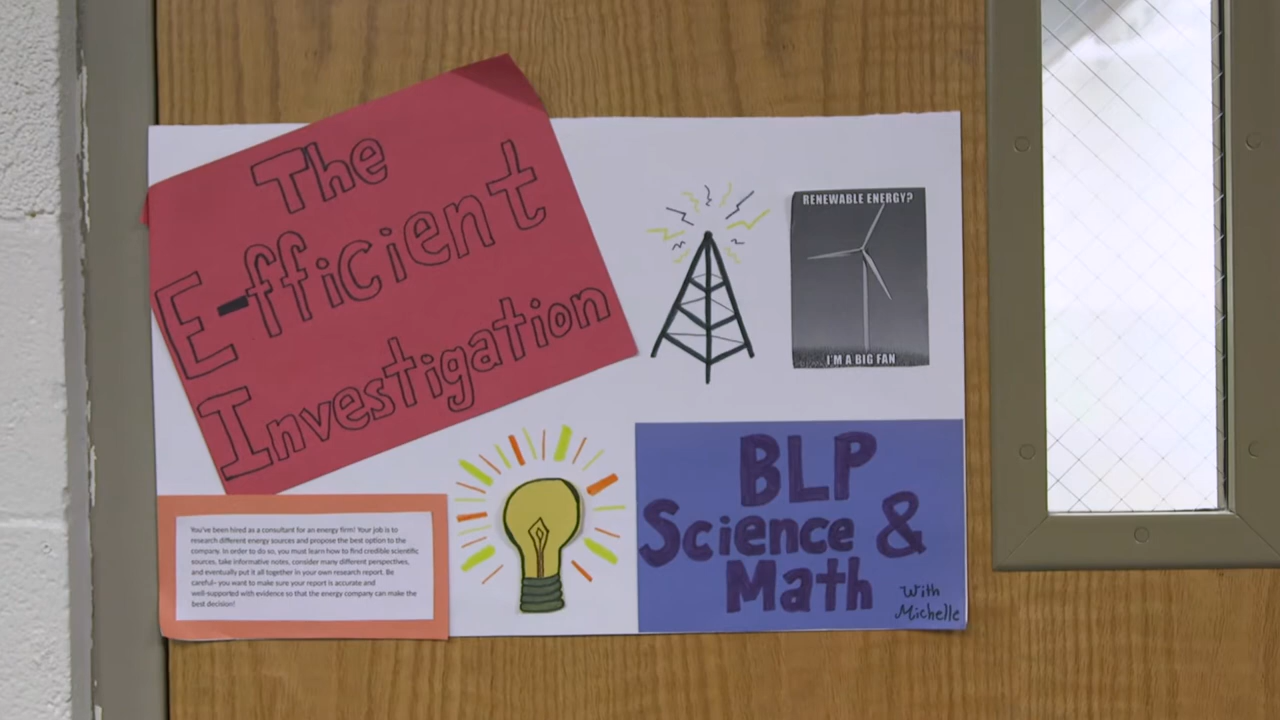 The
E-fficient
Investigation
RENEWABLE ENERGY?
I'M A BIG FAN
You've been hired as a consultant for an energy firm! Your job is to
research different energy sources and propose the best option to the
company. In order to do so, you must learn how to find credible scientific
sources, take informative notes, consider many different perspectives,
and eventually put it all together in your own research report. Be
careful- you want to make sure your report is accurate and
well-supported with evidence so that the energy company can make the
best decision!
BLP
Science &
Math
With
Michelle